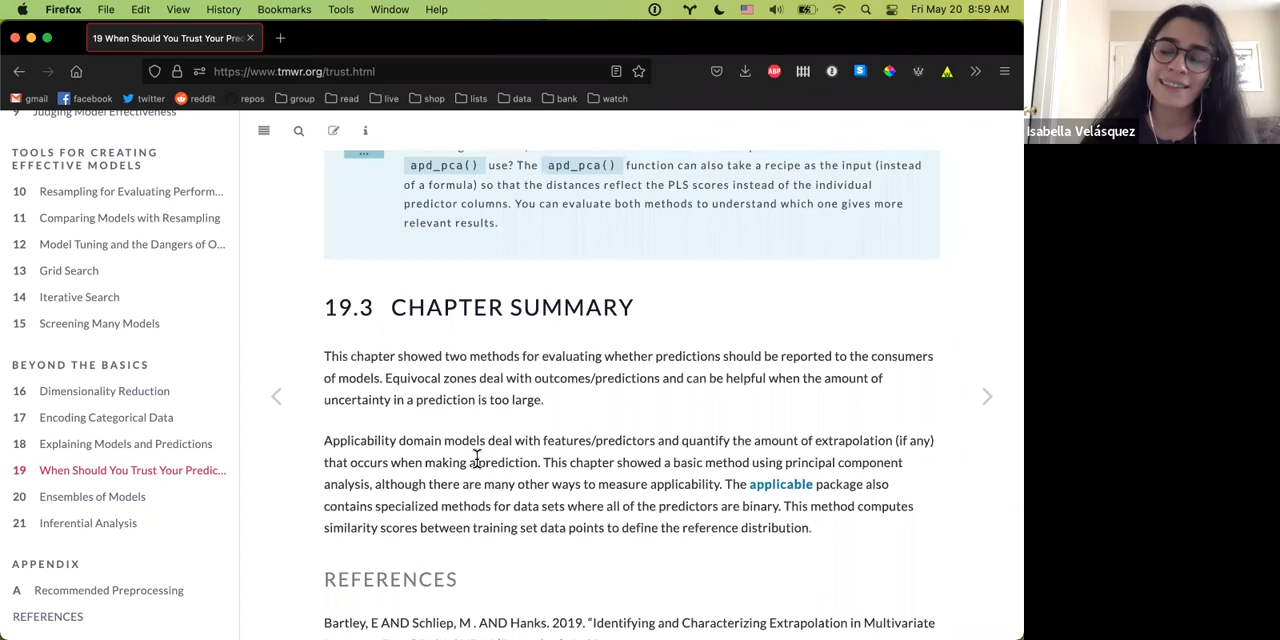 Firefox File Edit View History Bookmarks Tools Window Help Fri May 20 8:59 AM
19 When Should You Trust Your Pred
https://www.tmwr.org/trust.html
ABP
gmail facebook twitter reddit repos group read live shop lists data bank watch
Isabella Velásquez
9 Judging Model Effectiveness
TOOLS FOR CREATING
EFFECTIVE MODELS
10 Resampling for Evaluating Perform...
11 Comparing Models with Resampling
12 Model Tuning and the Dangers of O...
13 Grid Search
14 Iterative Search
15 Screening Many Models
BEYOND THE BASICS
16 Dimensionality Reduction
17 Encoding Categorical Data
18 Explaining Models and Predictions
19 When Should You Trust Your Predic...
20 Ensembles of Models
21 Inferential Analysis
APPENDIX
A Recommended Preprocessing
REFERENCES
apd_pca() use? The apd_pca() function can also take a recipe as the input (instead
of a formula) so that the distances reflect the PLS scores instead of the individual
predictor columns. You can evaluate both methods to understand which one gives more
relevant results.
19.3 CHAPTER SUMMARY
This chapter showed two methods for evaluating whether predictions should be reported to the consumers
of models. Equivocal zones deal with outcomes/predictions and can be helpful when the amount of
uncertainty in a prediction is too large.
Applicability domain models deal with features/predictors and quantify the amount of extrapolation (if any)
that occurs when making a prediction. This chapter showed a basic method using principal component
analysis, although there are many other ways to measure applicability. The applicable package also
contains specialized methods for data sets where all of the predictors are binary. This method computes
similarity scores between training set data points to define the reference distribution.
REFERENCES
Bartley, E AND Schliep, M . AND Hanks. 2019. “Identifying and Characterizing Extrapolation in Multivariate